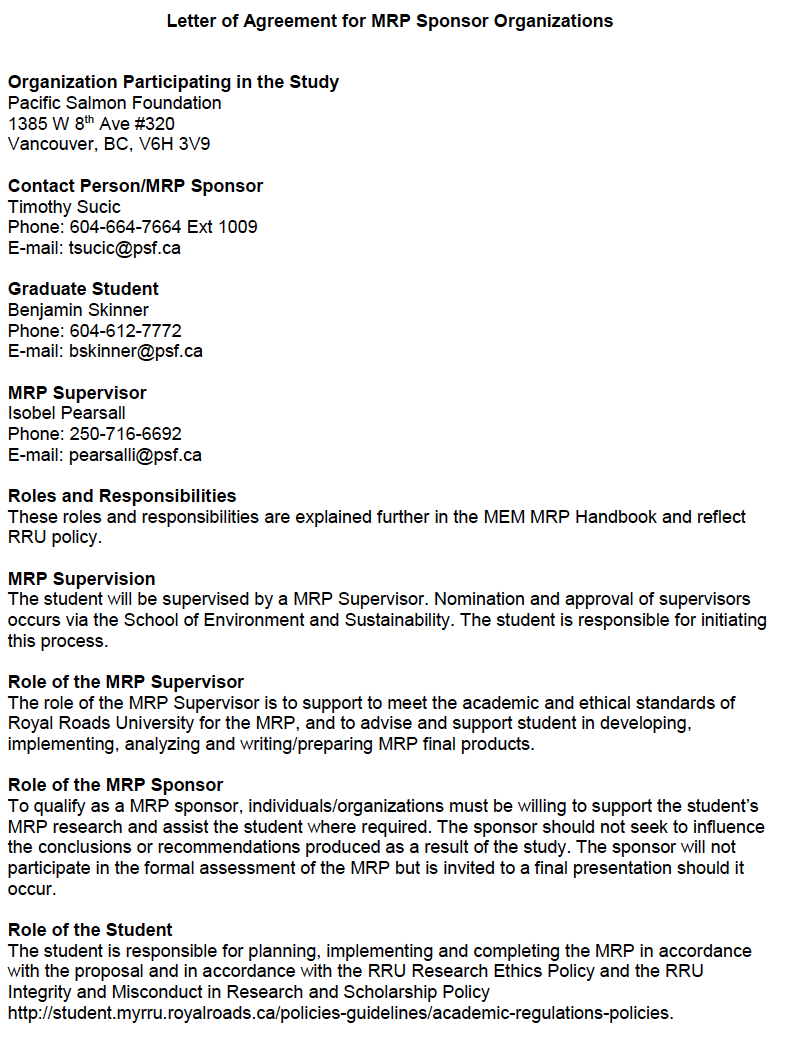 Letter of Agreement for MRP Sponsor Organizations
Organization Participating in the Study
Pacific Salmon Foundation
1385 W 8th Ave #320
Vancouver, BC, V6H 3V9
Contact Person/MRP Sponsor
Timothy Sucic
Phone: 604-664-7664 Ext 1009
E-mail: tsucic@psf.ca
Graduate Student
Benjamin Skinner
Phone: 604-612-7772
E-mail: bskinner@psf.ca
MRP Supervisor
Isobel Pearsall
Phone: 250-716-6692
E-mail: pearsalli@psf.ca
Roles and Responsibilities
These roles and responsibilities are explained further in the MEM MRP Handbook and reflect
RRU policy.
MRP Supervision
The student will be supervised by a MRP Supervisor. Nomination and approval of supervisors
occurs via the School of Environment and Sustainability. The student is responsible for initiating
this process.
Role of the MRP Supervisor
The role of the MRP Supervisor is to support to meet the academic and ethical standards of
Royal Roads University for the MRP, and to advise and support student in developing,
implementing, analyzing and writing/preparing MRP final products.
Role of the MRP Sponsor
To qualify as a MRP sponsor, individuals/organizations must be willing to support the student's
MRP research and assist the student where required. The sponsor should not seek to influence
the conclusions or recommendations produced as a result of the study. The sponsor will not
participate in the formal assessment of the MRP but is invited to a final presentation should it
occur.
Role of the Student
The student is responsible for planning, implementing and completing the MRP in accordance
with the proposal and in accordance with the RRU Research Ethics Policy and the RRU
Integrity and Misconduct in Research and Scholarship Policy
http://student.myrru.royalroads.ca/policies-guidelines/academic-regulations-policies.